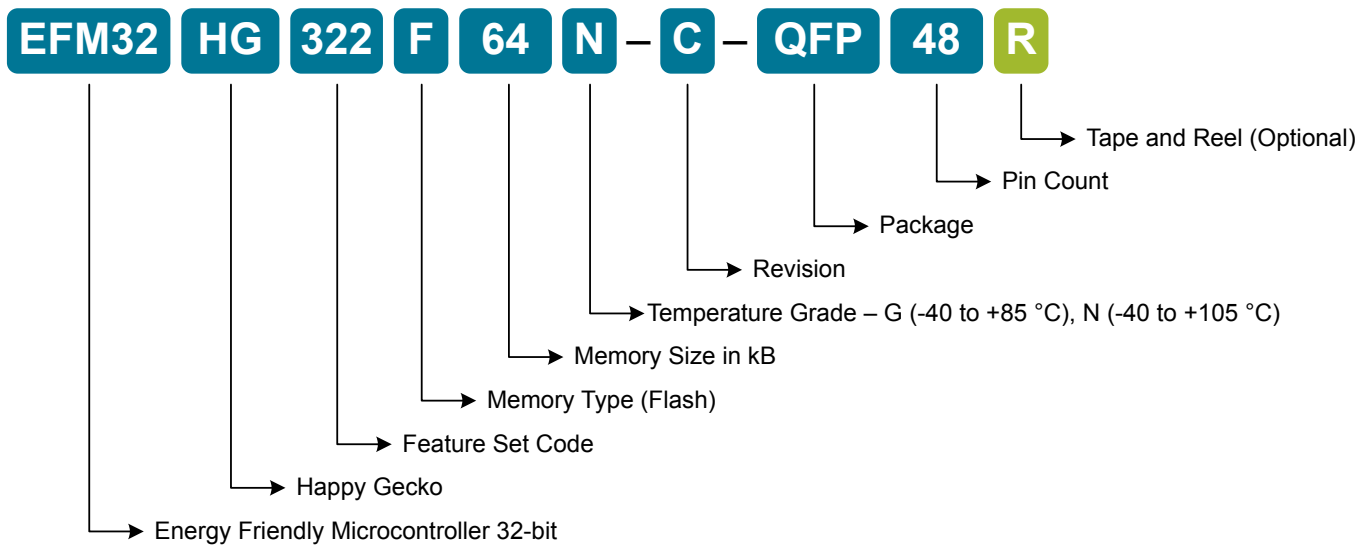 EFM32 HG 322 F 64 N – C – QFP 48 R
Tape and Reel (Optional)
Pin Count
Package
Revision
Temperature Grade – G (-40 to +85 °C), N (-40 to +105 °C)
Memory Size in kB
Memory Type (Flash)
Feature Set Code
Happy Gecko
Energy Friendly Microcontroller 32-bit